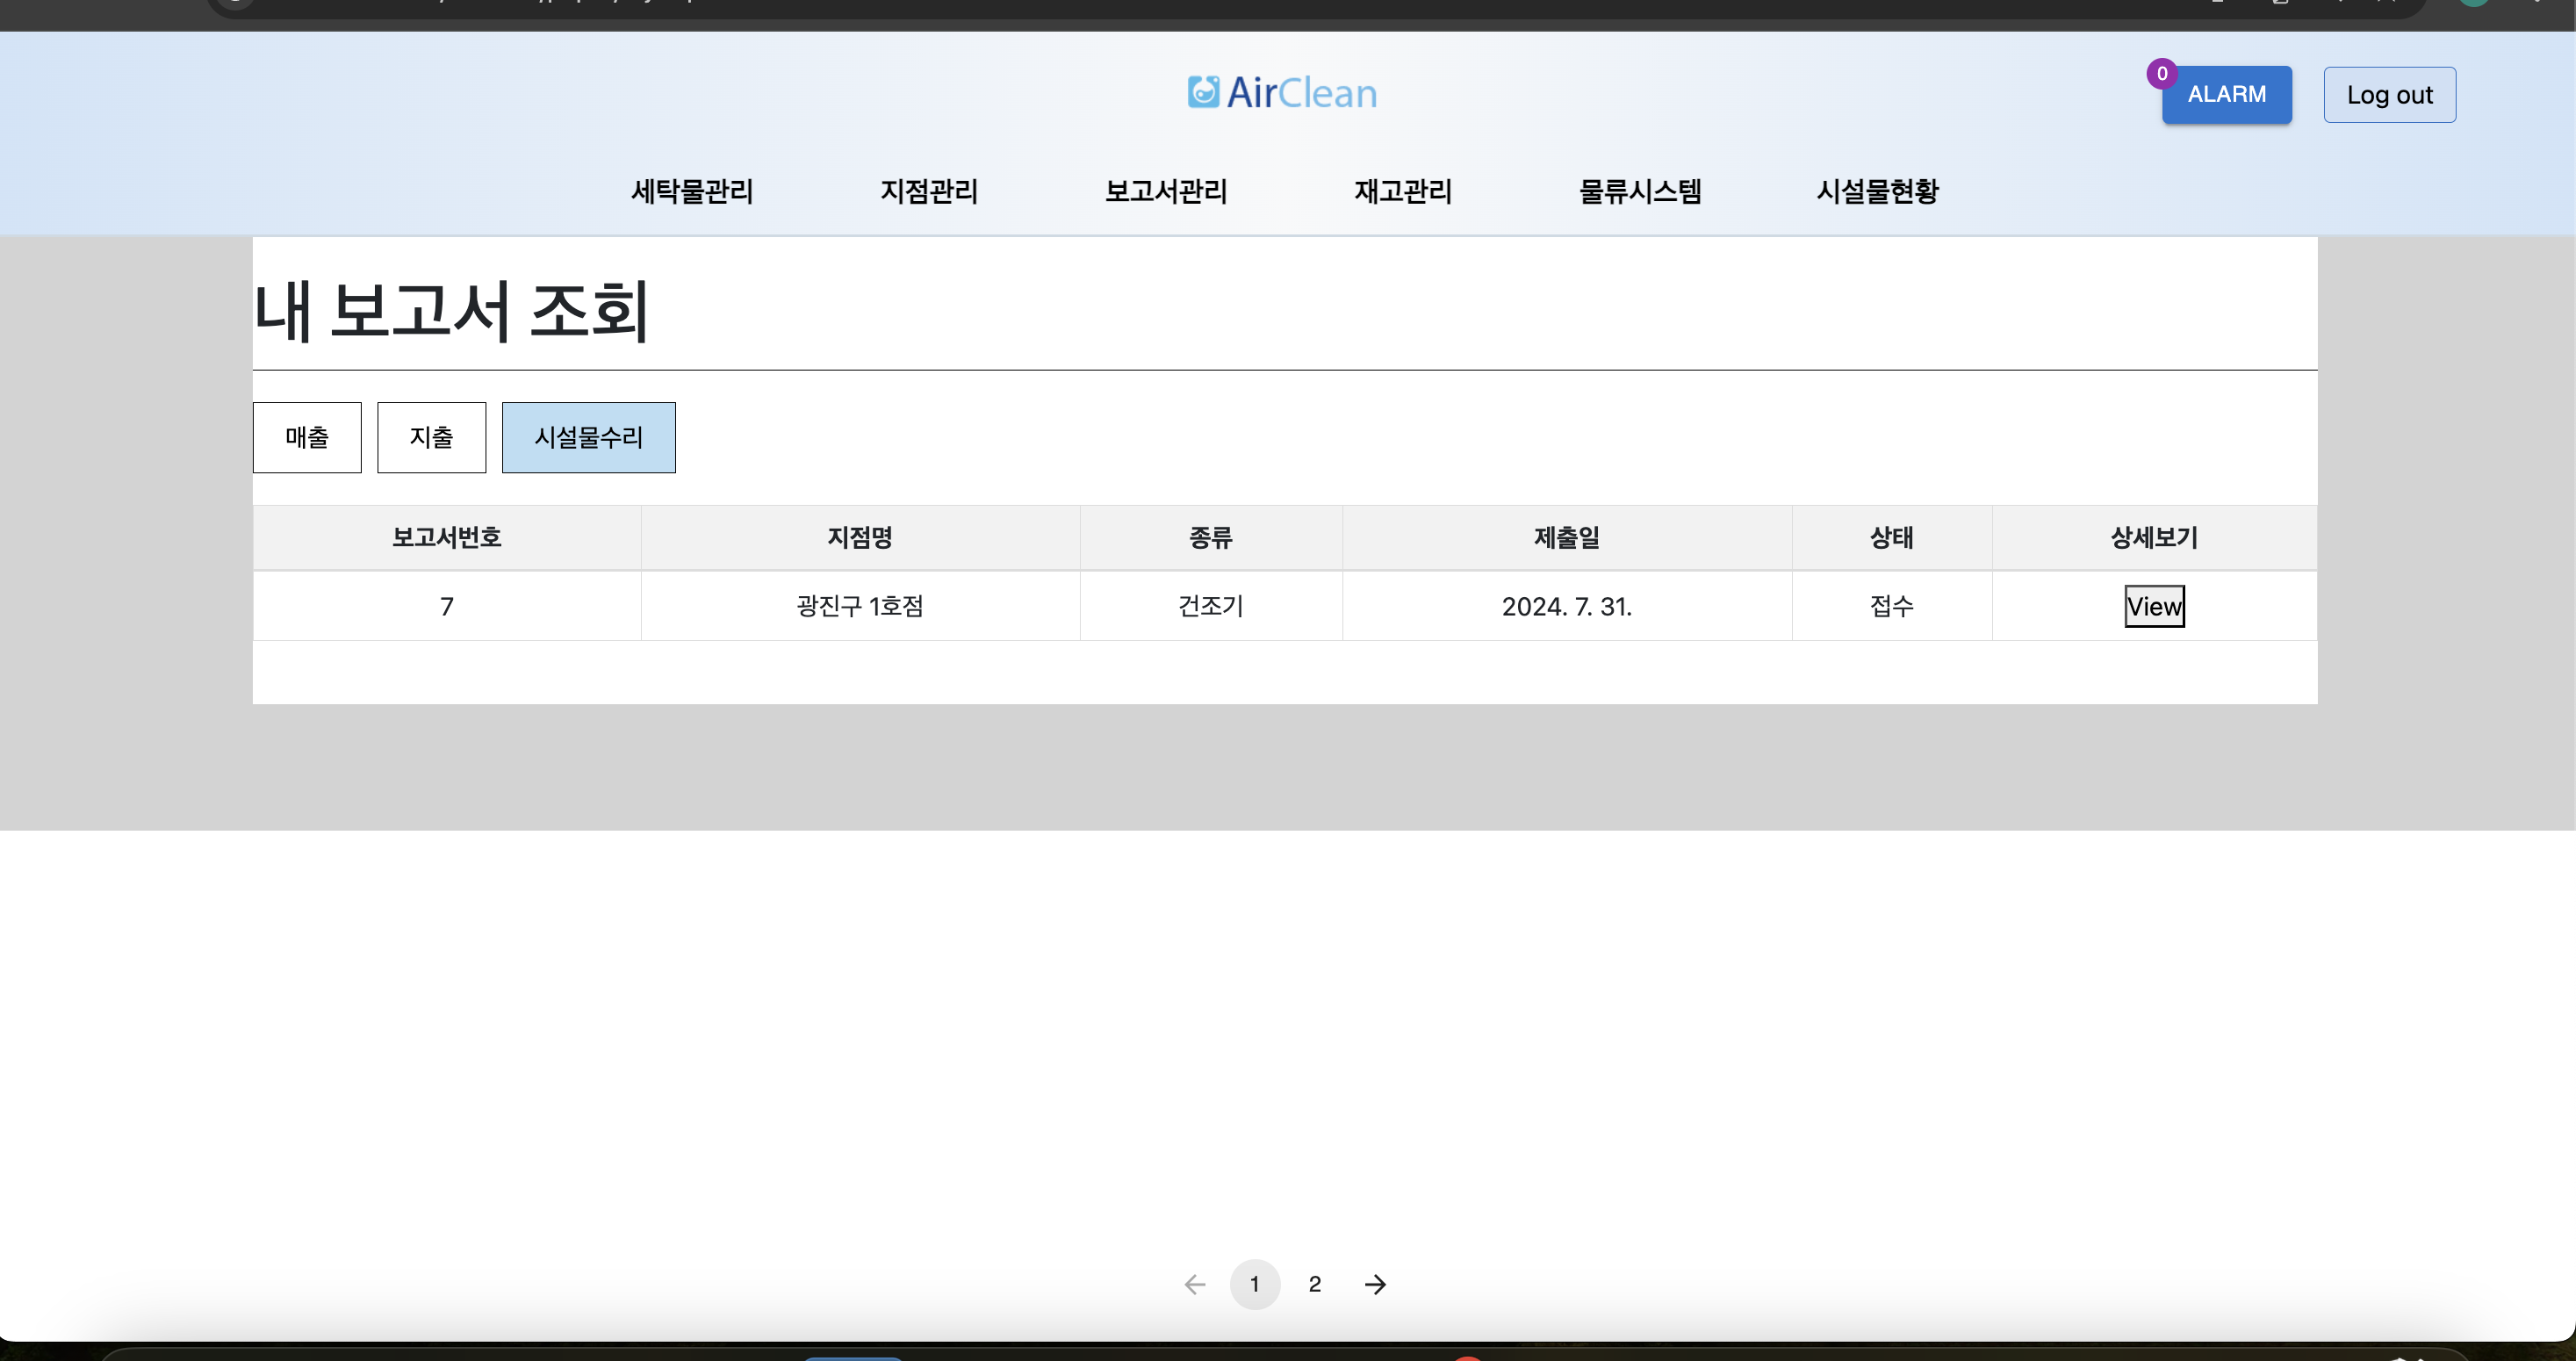 AirClean
0
ALARM
Log out
세탁물관리 지점관리 보고서관리 재고관리 물류시스템 시설물현황
내 보고서 조회
매출 지출 시설물수리
보고서번호 지점명 종류 제출일 상태 상세보기
7 광진구 1호점 건조기 2024. 7. 31. 접수 View
1 2